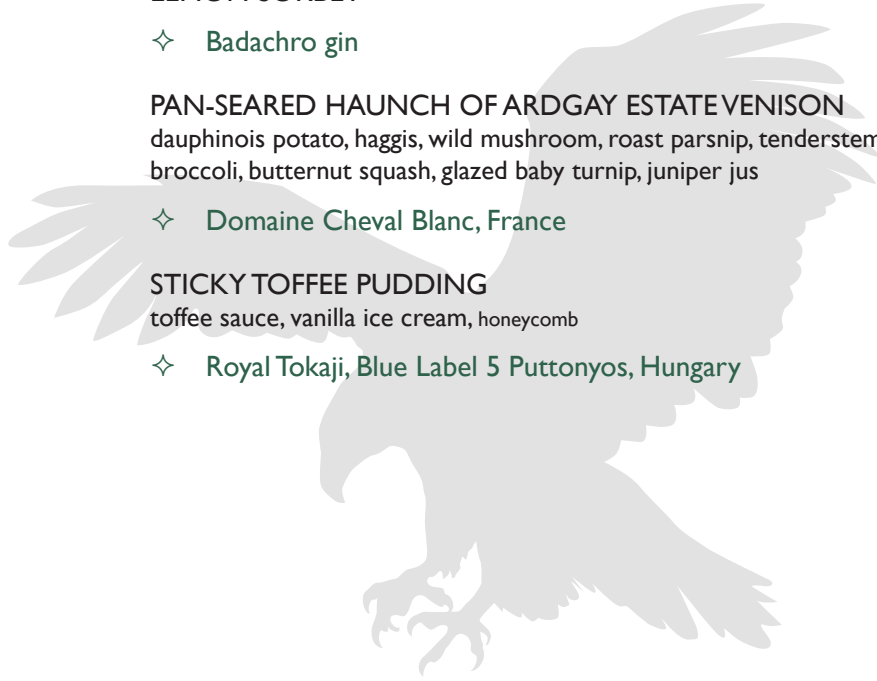 ✧ Badachro gin
PAN-SEARED HAUNCH OF ARDGAY ESTATE VENISON
dauphinois potato, haggis, wild mushroom, roast parsnip, tenderstem
broccoli, butternut squash, glazed baby turnip, juniper jus
✧ Domaine Cheval Blanc, France
STICKY TOFFEE PUDDING
toffee sauce, vanilla ice cream, honeycomb
✧ Royal Tokaji, Blue Label 5 Puttonyos, Hungary